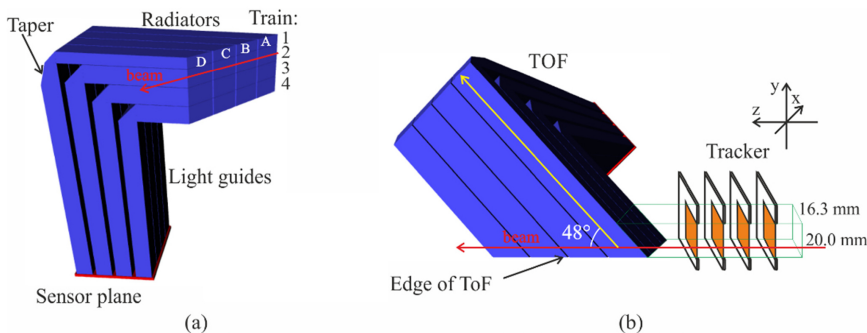 Taper
Radiators
Train:
1
A
B
C
D
2
3
4
beam
Light guides
Sensor plane
(a)
TOF
y
x
z
Tracker
16.3 mm
20.0 mm
48°
beam
Edge of ToF
(b)